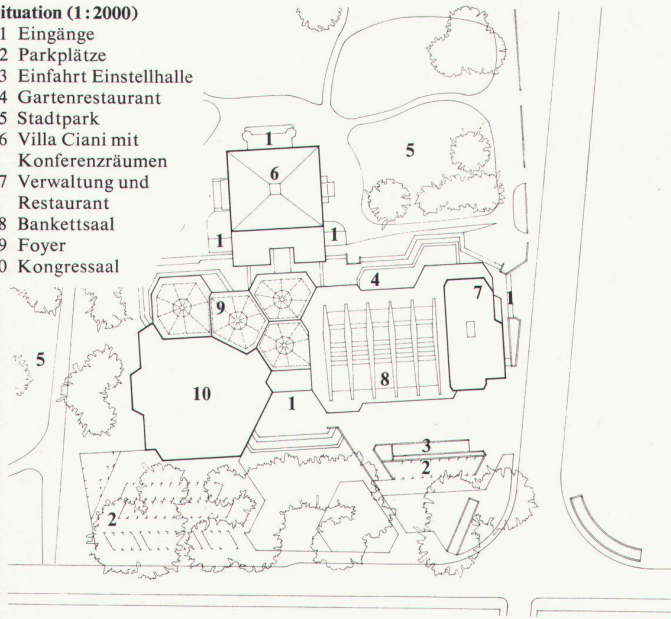 ituation (1:2000)
1 Eingänge
2 Parkplätze
3 Einfahrt Einstellhalle
4 Gartenrestaurant
5 Stadtpark
6 Villa Ciani mit
Konferenzräumen
7 Verwaltung und
Restaurant
8 Bankettsaal
9 Foyer
0 Kongressaal
1
6
5
1
1
4
7
1
9
5
8
10
1
3
2
2